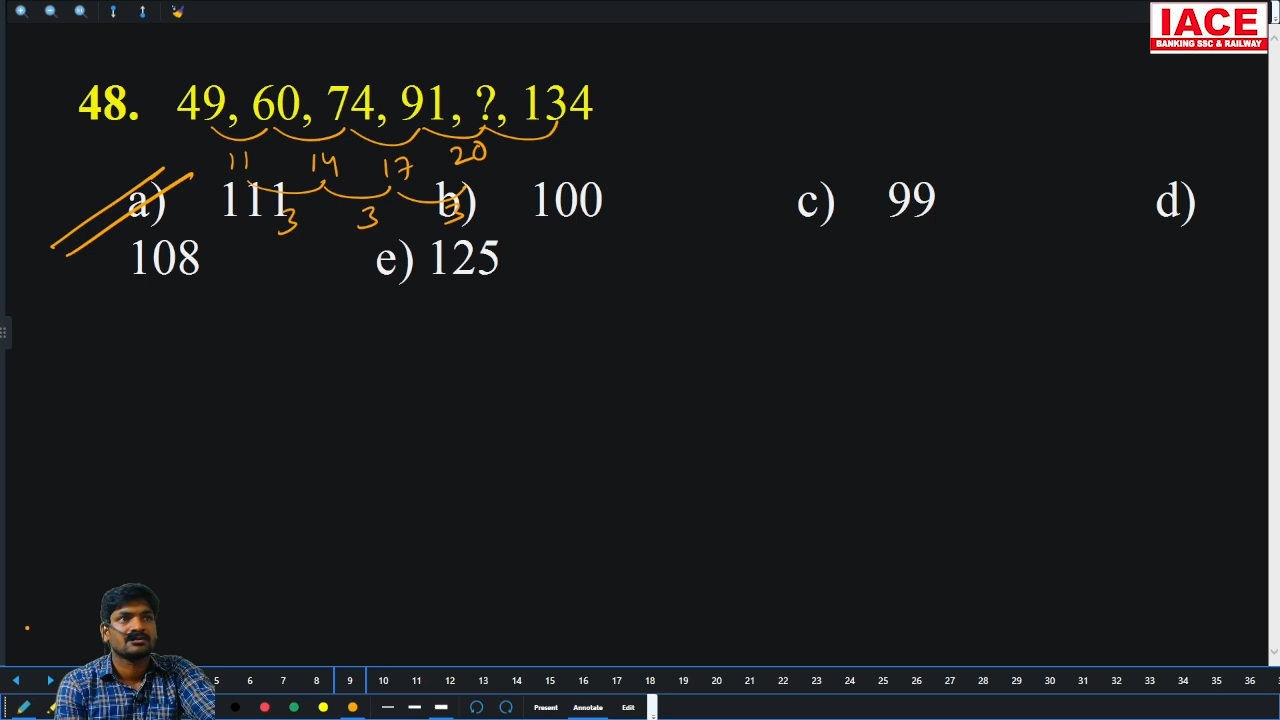 IACE
BANKING SSC & RAILWAY
48. 49, 60, 74, 91, ?, 134
11 14 17 20
a) 111 b) 100 c) 99 d)
3 3 3
108 e) 125
5 6 7 8 9 10 11 12 13 14 15 16 17 18 19 20 21 22 23 24 25 26 27 28 29 30 31 32 33 34 35 36
Present Annotate Edit